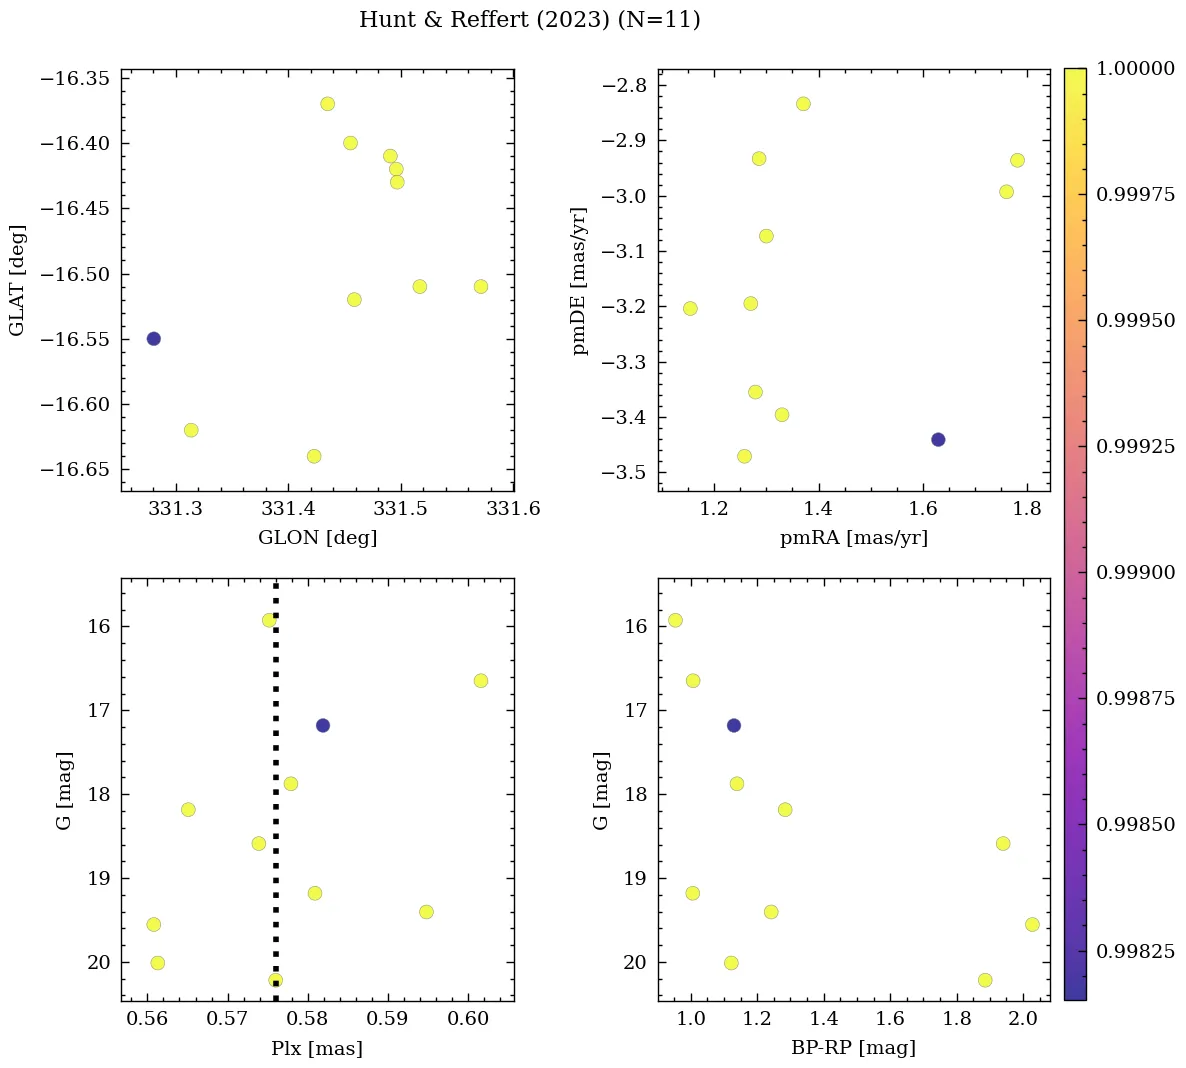 Hunt & Reffert (2023) (N=11)
−16.35
−16.40
−16.45
−16.50
−16.55
−16.60
−16.65
GLAT [deg]
331.3 331.4 331.5 331.6
GLON [deg]
−2.8
−2.9
−3.0
−3.1
−3.2
−3.3
−3.4
−3.5
pmDE [mas/yr]
1.2 1.4 1.6 1.8
pmRA [mas/yr]
16
17
18
19
20
G [mag]
0.56 0.57 0.58 0.59 0.60
Plx [mas]
16
17
18
19
20
G [mag]
1.0 1.2 1.4 1.6 1.8 2.0
BP-RP [mag]
1.00000
0.99975
0.99950
0.99925
0.99900
0.99875
0.99850
0.99825